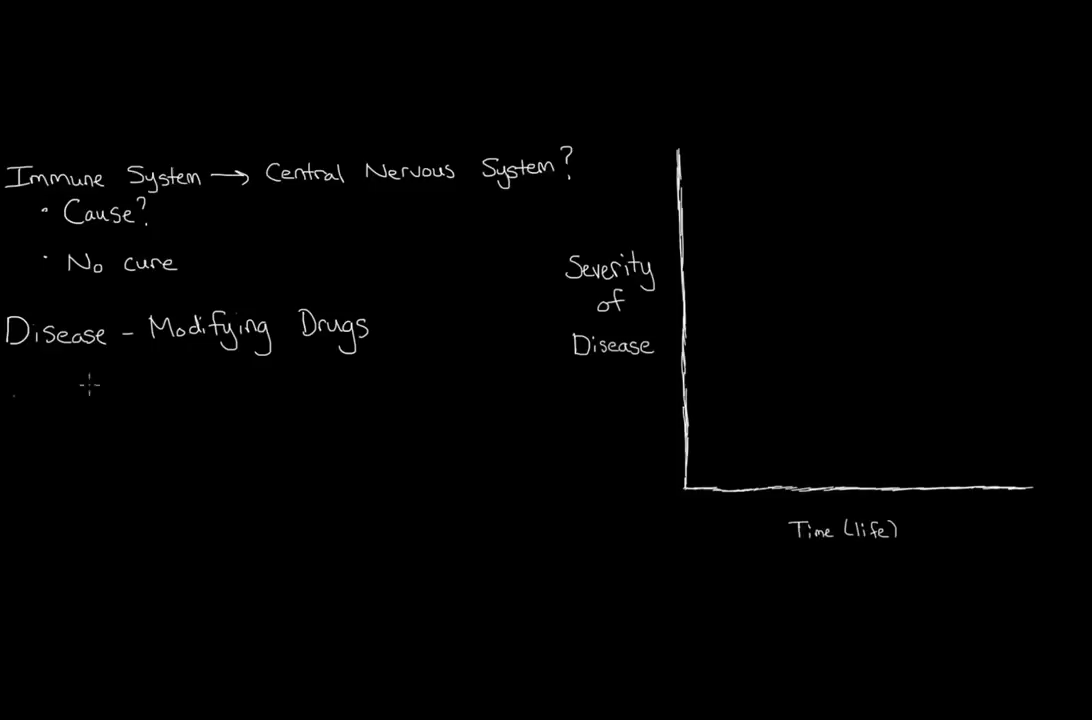 Immune System → Central Nervous System?
· Cause?
· No cure
Disease - Modifying Drugs
Severity
of
Disease
Time (life)